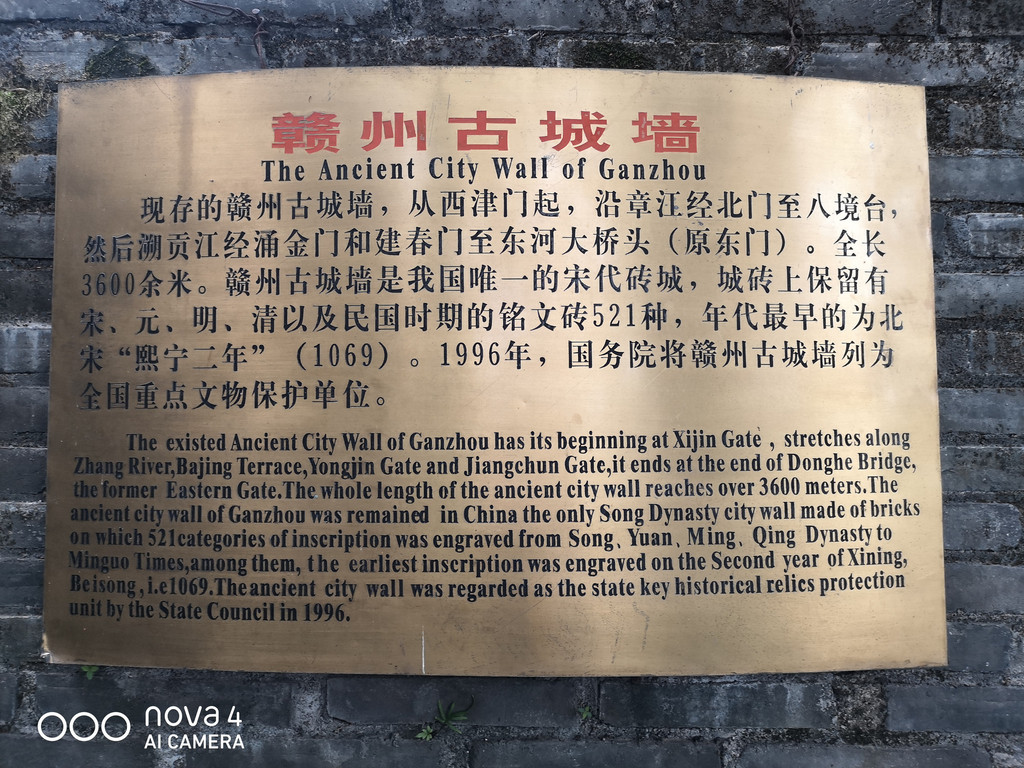 赣州古城墙
The Ancient City Wall of Ganzhou
现存的赣州古城墙，从西津门起，沿章江经北门至八境台，
然后溯贡江经涌金门和建春门至东河大桥头（原东门）。全长
3600余米。赣州古城墙是我国唯一的宋代砖城，城砖上保留有
宋、元、明、清以及民国时期的铭文砖521种，年代最早的为北
宋“熙宁二年”（1069）。1996年，国务院将赣州古城墙列为
全国重点文物保护单位。
The existed Ancient City Wall of Ganzhou has its beginning at Xijin Gate , stretches along
Zhang River,Bajing Terrace,Yongjin Gate and Jiangchun Gate,it ends at the end of Donghe Bridge,
the former Eastern Gate.The whole length of the ancient city wall reaches over 3600 meters.The
ancient city wall of Ganzhou was remained in China the only Song Dynasty city wall made of bricks
on which 521categories of inscription was engraved from Song、Yuan、Ming、Qing Dynasty to
Minguo Times,among them, the earliest inscription was engraved on the Second year of Xining,
Beisong, i.e1069.Theancient city wall was regarded as the state key historical relics protection
unit by the State Council in 1996.
nova 4
AI CAMERA